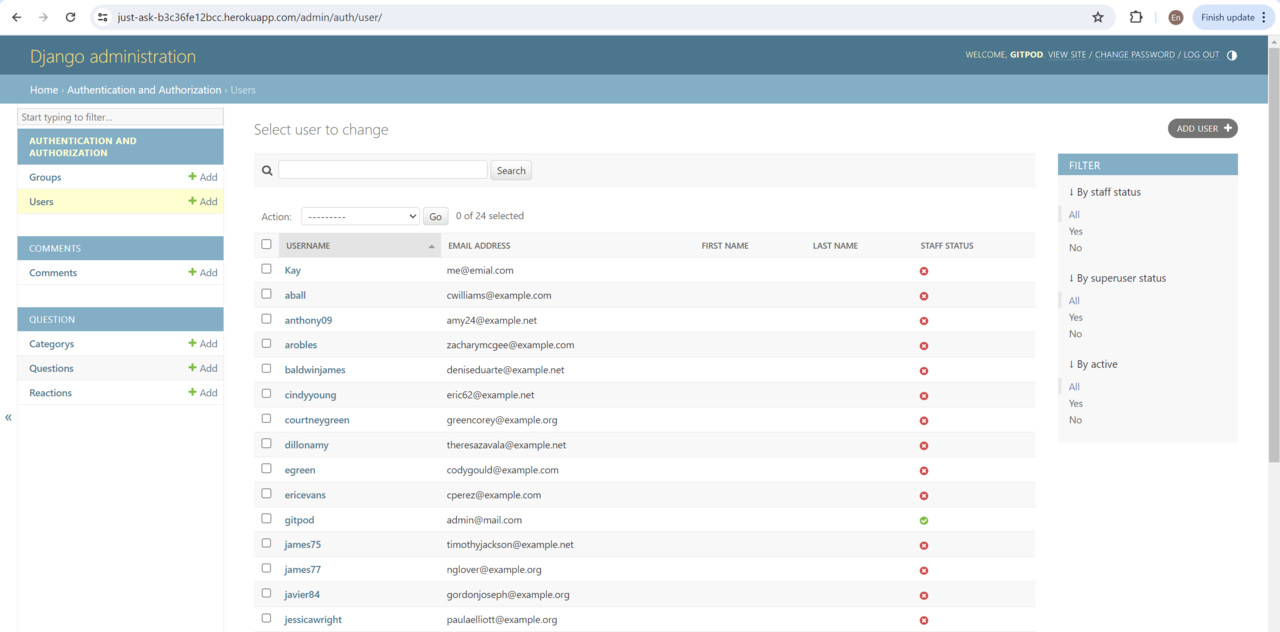 just-ask-b3c36fe12bcc.herokuapp.com/admin/auth/user/
En
Finish update
Django administration
WELCOME, GITPOD. VIEW SITE / CHANGE PASSWORD / LOG OUT
Home › Authentication and Authorization › Users
Start typing to filter...
AUTHENTICATION AND
AUTHORIZATION
Groups + Add
Users + Add
COMMENTS
Comments + Add
QUESTION
Categorys + Add
Questions + Add
Reactions + Add
«
Select user to change
ADD USER +
Search
Action: --------- Go 0 of 24 selected
USERNAME EMAIL ADDRESS FIRST NAME LAST NAME STAFF STATUS
Kay me@emial.com
aball cwilliams@example.com
anthony09 amy24@example.net
arobles zacharymcgee@example.com
baldwinjames deniseduarte@example.net
cindyyoung eric62@example.net
courtneygreen greencorey@example.org
dillonamy theresazavala@example.net
egreen codygould@example.com
ericevans cperez@example.com
gitpod admin@mail.com
james75 timothyjackson@example.net
james77 nglover@example.org
javier84 gordonjoseph@example.org
jessicawright paulaelliott@example.org
FILTER
↓ By staff status
All
Yes
No
↓ By superuser status
All
Yes
No
↓ By active
All
Yes
No